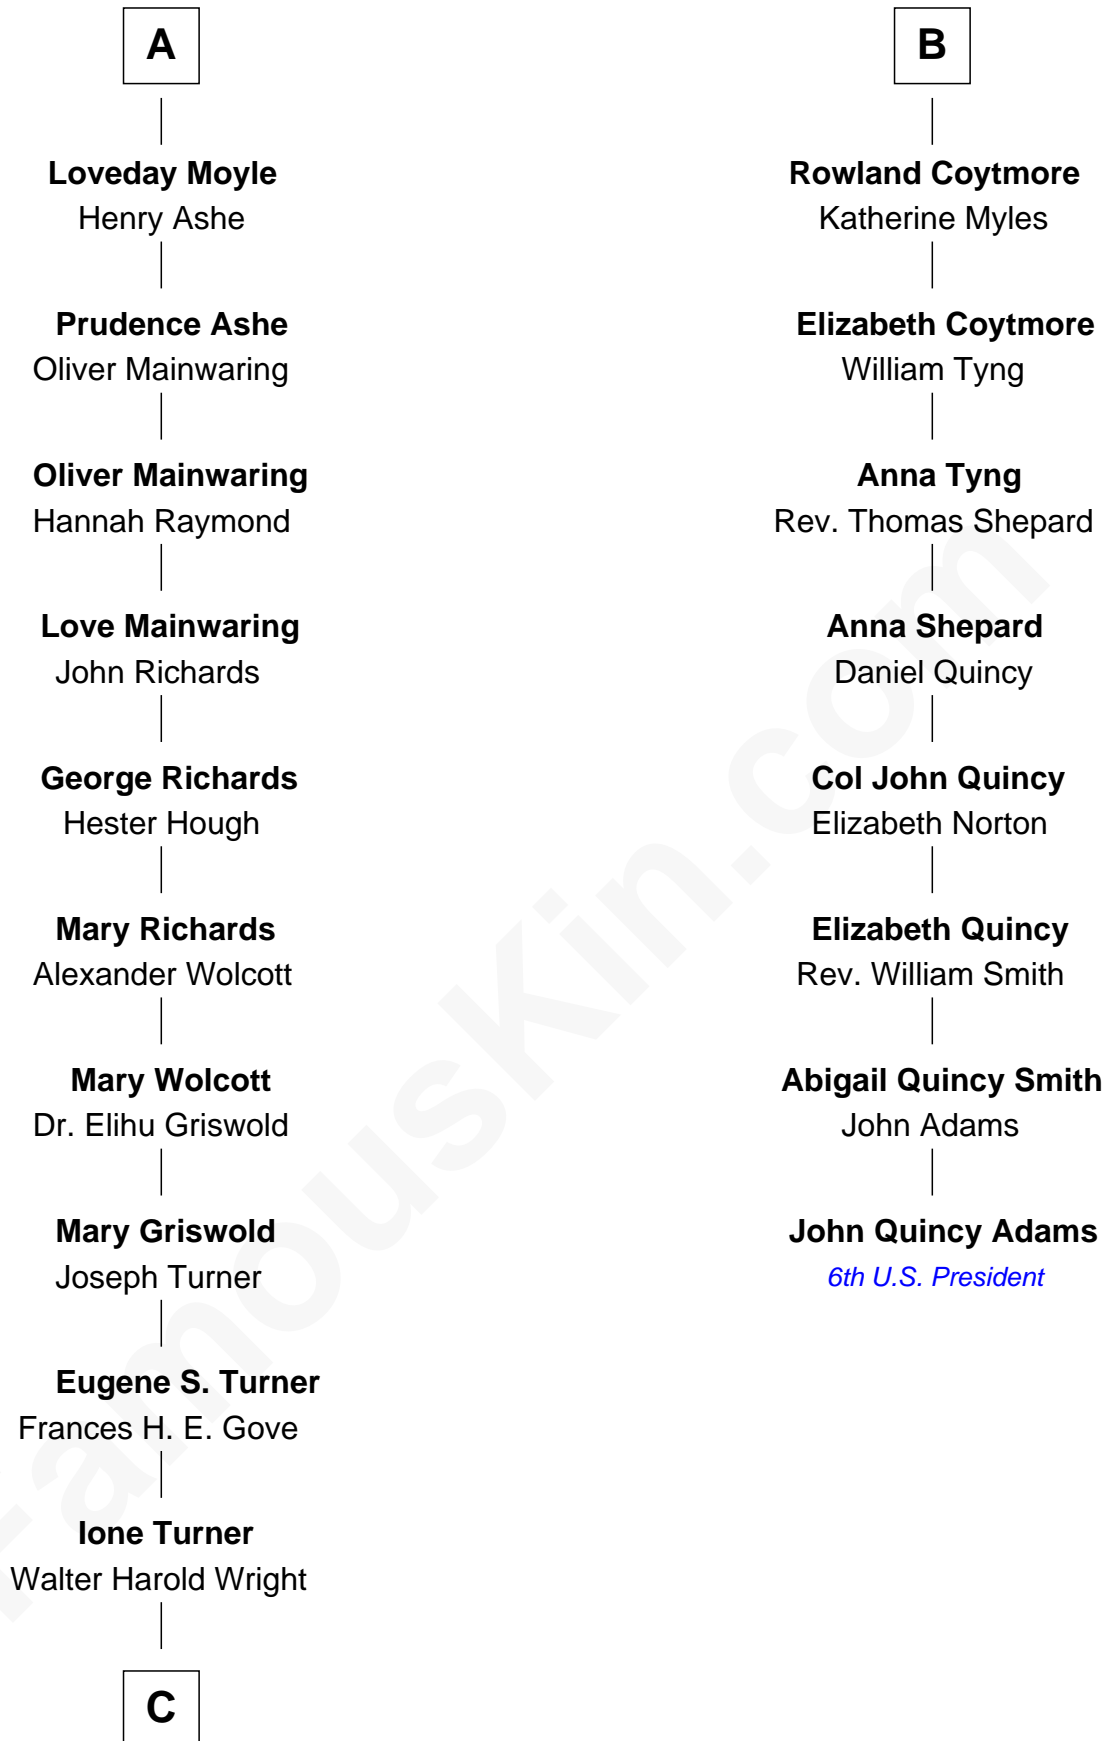 A
Loveday Moyle
Henry Ashe
Prudence Ashe
Oliver Mainwaring
Oliver Mainwaring
Hannah Raymond
Love Mainwaring
John Richards
George Richards
Hester Hough
Mary Richards
Alexander Wolcott
Mary Wolcott
Dr. Elihu Griswold
Mary Griswold
Joseph Turner
Eugene S. Turner
Frances H. E. Gove
Ione Turner
Walter Harold Wright
C
B
Rowland Coytmore
Katherine Myles
Elizabeth Coytmore
William Tyng
Anna Tyng
Rev. Thomas Shepard
Anna Shepard
Daniel Quincy
Col John Quincy
Elizabeth Norton
Elizabeth Quincy
Rev. William Smith
Abigail Quincy Smith
John Adams
John Quincy Adams
6th U.S. President
FamousKin.com